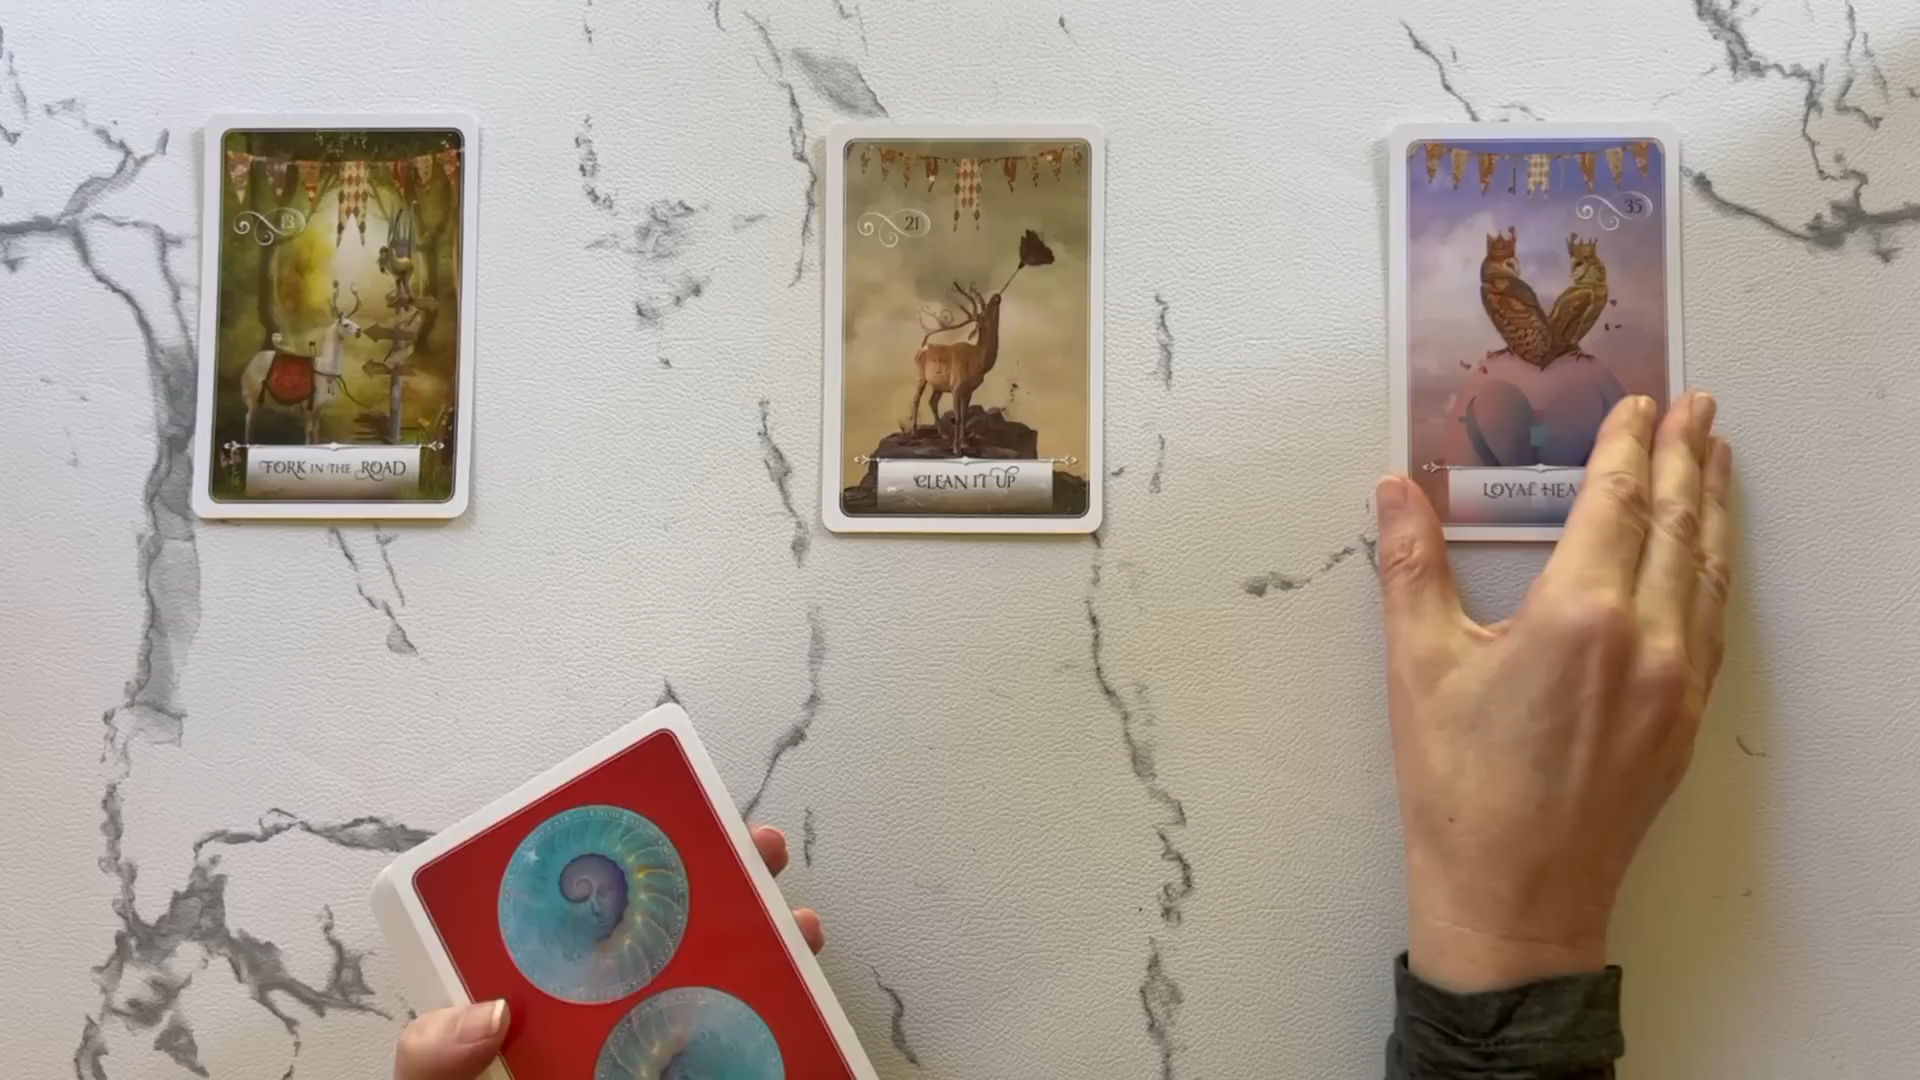 13
FORK IN THE ROAD
21
CLEAN IT UP
35
LOYAL HEA